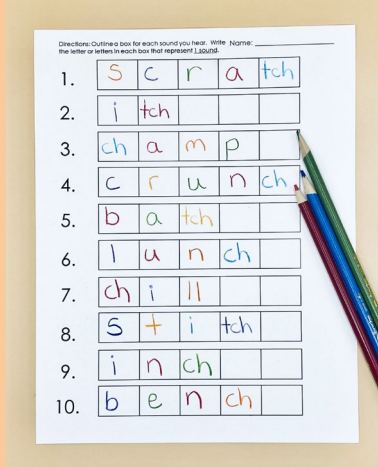 Directions: Outline a box for each sound you hear. Write Name:
the letter or letters in each box that represent 1 sound.
1. s c r a tch
2. i tch
3. ch a m p
4. c r u n ch
5. b a tch
6. l u n ch
7. ch i ll
8. s t i tch
9. i n ch
10. b e n ch